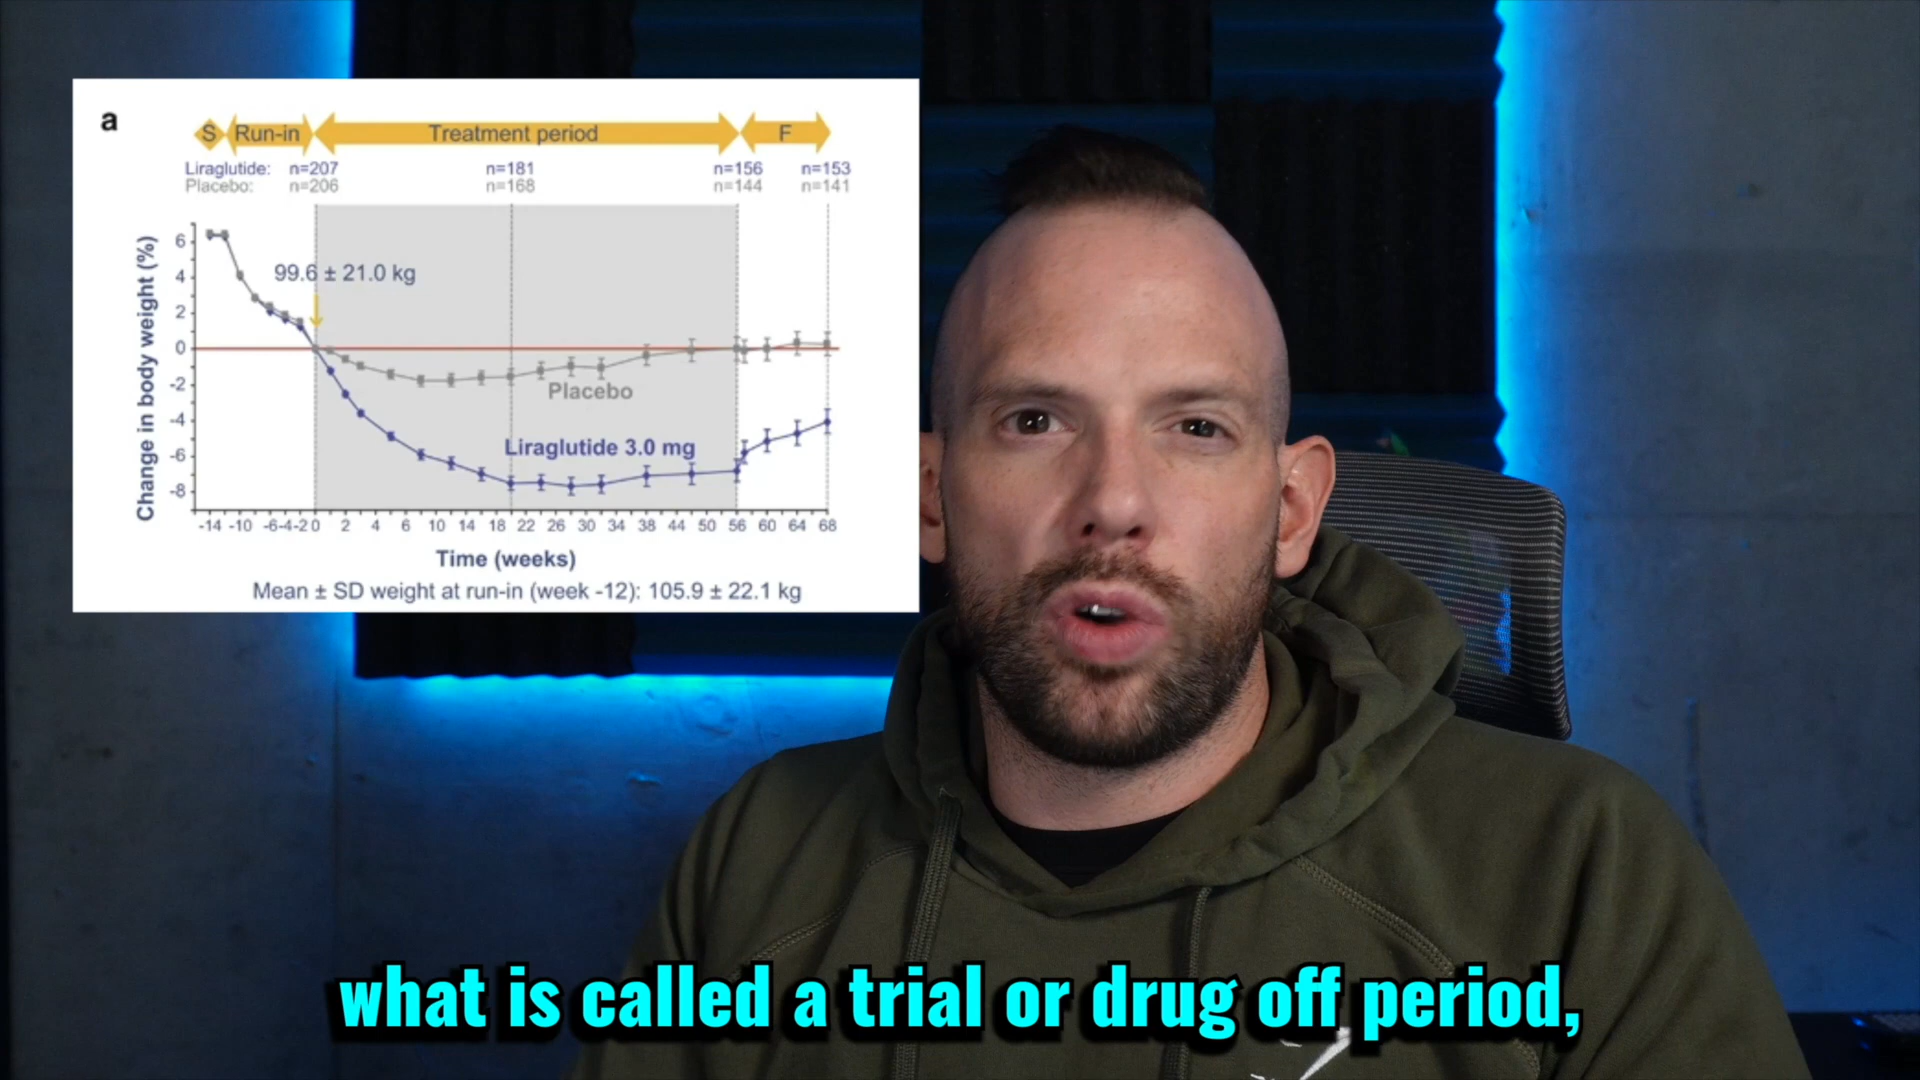 a
S Run-in Treatment period F
Liraglutide: n=207 n=181 n=156 n=153
Placebo: n=206 n=168 n=144 n=141
Change in body weight (%)
6
4
2
0
-2
-4
-6
-8
99.6 ± 21.0 kg
Placebo
Liraglutide 3.0 mg
-14 -10 -6 -4 -2 0 2 4 6 10 14 18 20 22 26 30 34 38 44 50 56 60 64 68
Time (weeks)
Mean ± SD weight at run-in (week -12): 105.9 ± 22.1 kg
what is called a trial or drug off period,